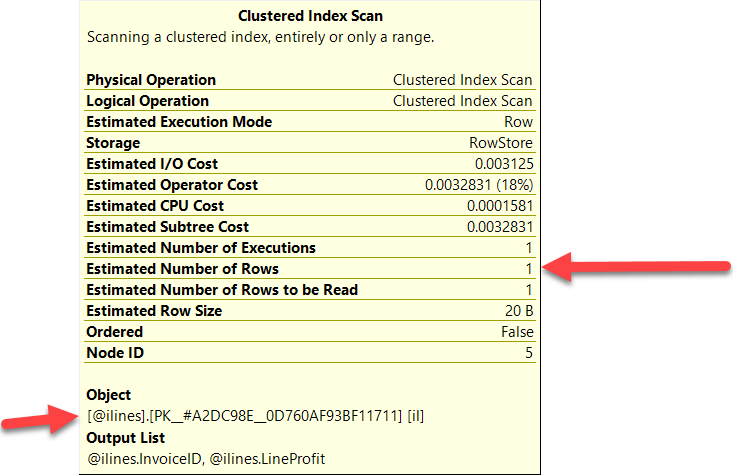 Clustered Index Scan
Scanning a clustered index, entirely or only a range.
Physical Operation Clustered Index Scan
Logical Operation Clustered Index Scan
Estimated Execution Mode Row
Storage RowStore
Estimated I/O Cost 0.003125
Estimated Operator Cost 0.0032831 (18%)
Estimated CPU Cost 0.0001581
Estimated Subtree Cost 0.0032831
Estimated Number of Executions 1
Estimated Number of Rows 1
Estimated Number of Rows to be Read 1
Estimated Row Size 20 B
Ordered False
Node ID 5
Object
[@ilines].[PK__#A2DC98E__0D760AF93BF11711] [il]
Output List
@ilines.InvoiceID, @ilines.LineProfit